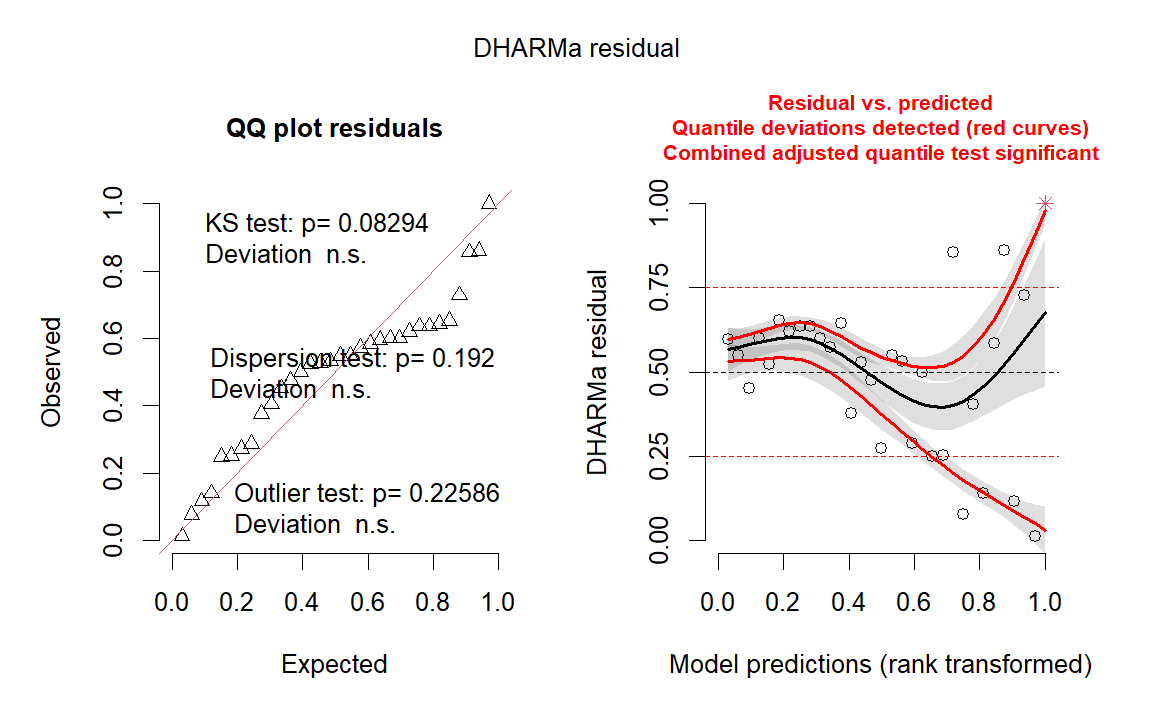 DHARMa residual
QQ plot residuals
KS test: p= 0.08294
Deviation  n.s.
Dispersion test: p= 0.192
Deviation  n.s.
Outlier test: p= 0.22586
Deviation  n.s.
Observed
0.0
0.2
0.4
0.6
0.8
1.0
0.0 0.2 0.4 0.6 0.8 1.0
Expected
Residual vs. predicted
Quantile deviations detected (red curves)
Combined adjusted quantile test significant
DHARMa residual
0.00
0.25
0.50
0.75
1.00
0.0 0.2 0.4 0.6 0.8 1.0
Model predictions (rank transformed)